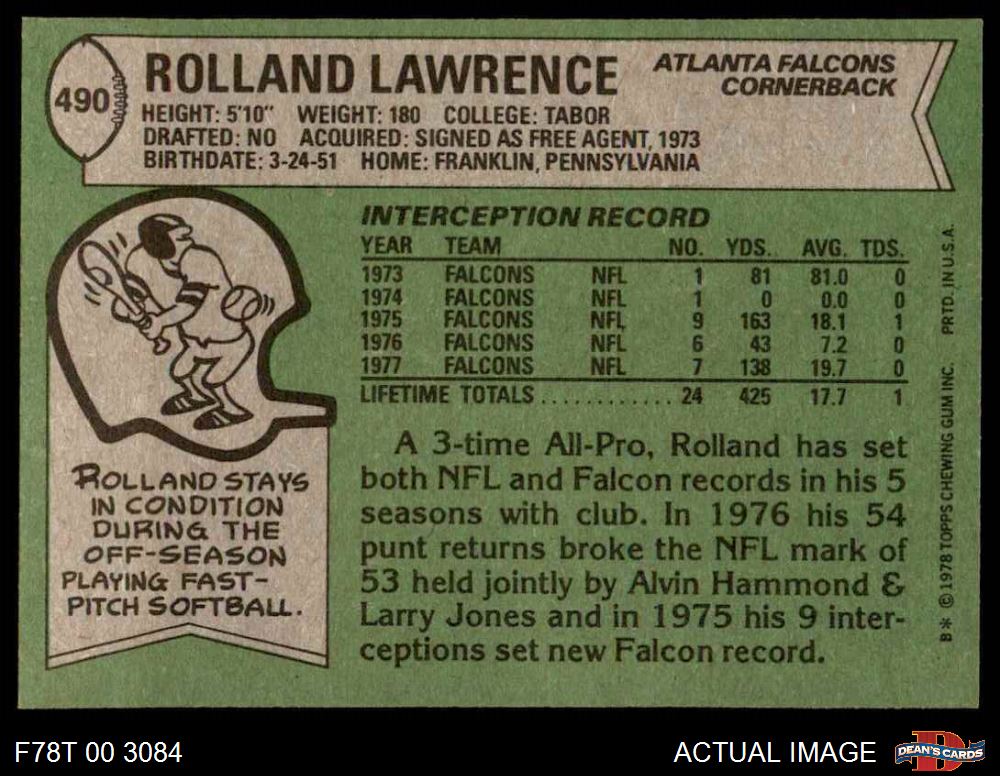 490
ROLLAND LAWRENCE
ATLANTA FALCONS
CORNERBACK
HEIGHT: 5'10" WEIGHT: 180 COLLEGE: TABOR
DRAFTED: NO ACQUIRED: SIGNED AS FREE AGENT, 1973
BIRTHDATE: 3-24-51 HOME: FRANKLIN, PENNSYLVANIA
INTERCEPTION RECORD
YEAR TEAM NO. YDS. AVG. TDS.
1973 FALCONS NFL 1 81 81.0 0
1974 FALCONS NFL 1 0 0.0 0
1975 FALCONS NFL 9 163 18.1 1
1976 FALCONS NFL 6 43 7.2 0
1977 FALCONS NFL 7 138 19.7 0
LIFETIME TOTALS ............ 24 425 17.7 1
ROLLAND STAYS
IN CONDITION
DURING THE
OFF-SEASON
PLAYING FAST-
PITCH SOFTBALL.
A 3-time All-Pro, Rolland has set
both NFL and Falcon records in his 5
seasons with club. In 1976 his 54
punt returns broke the NFL mark of
53 held jointly by Alvin Hammond &
Larry Jones and in 1975 his 9 inter-
ceptions set new Falcon record.
B* © 1978 TOPPS CHEWING GUM INC. PRTD. IN U.S.A.
F78T 00 3084
ACTUAL IMAGE
DEAN'S CARDS